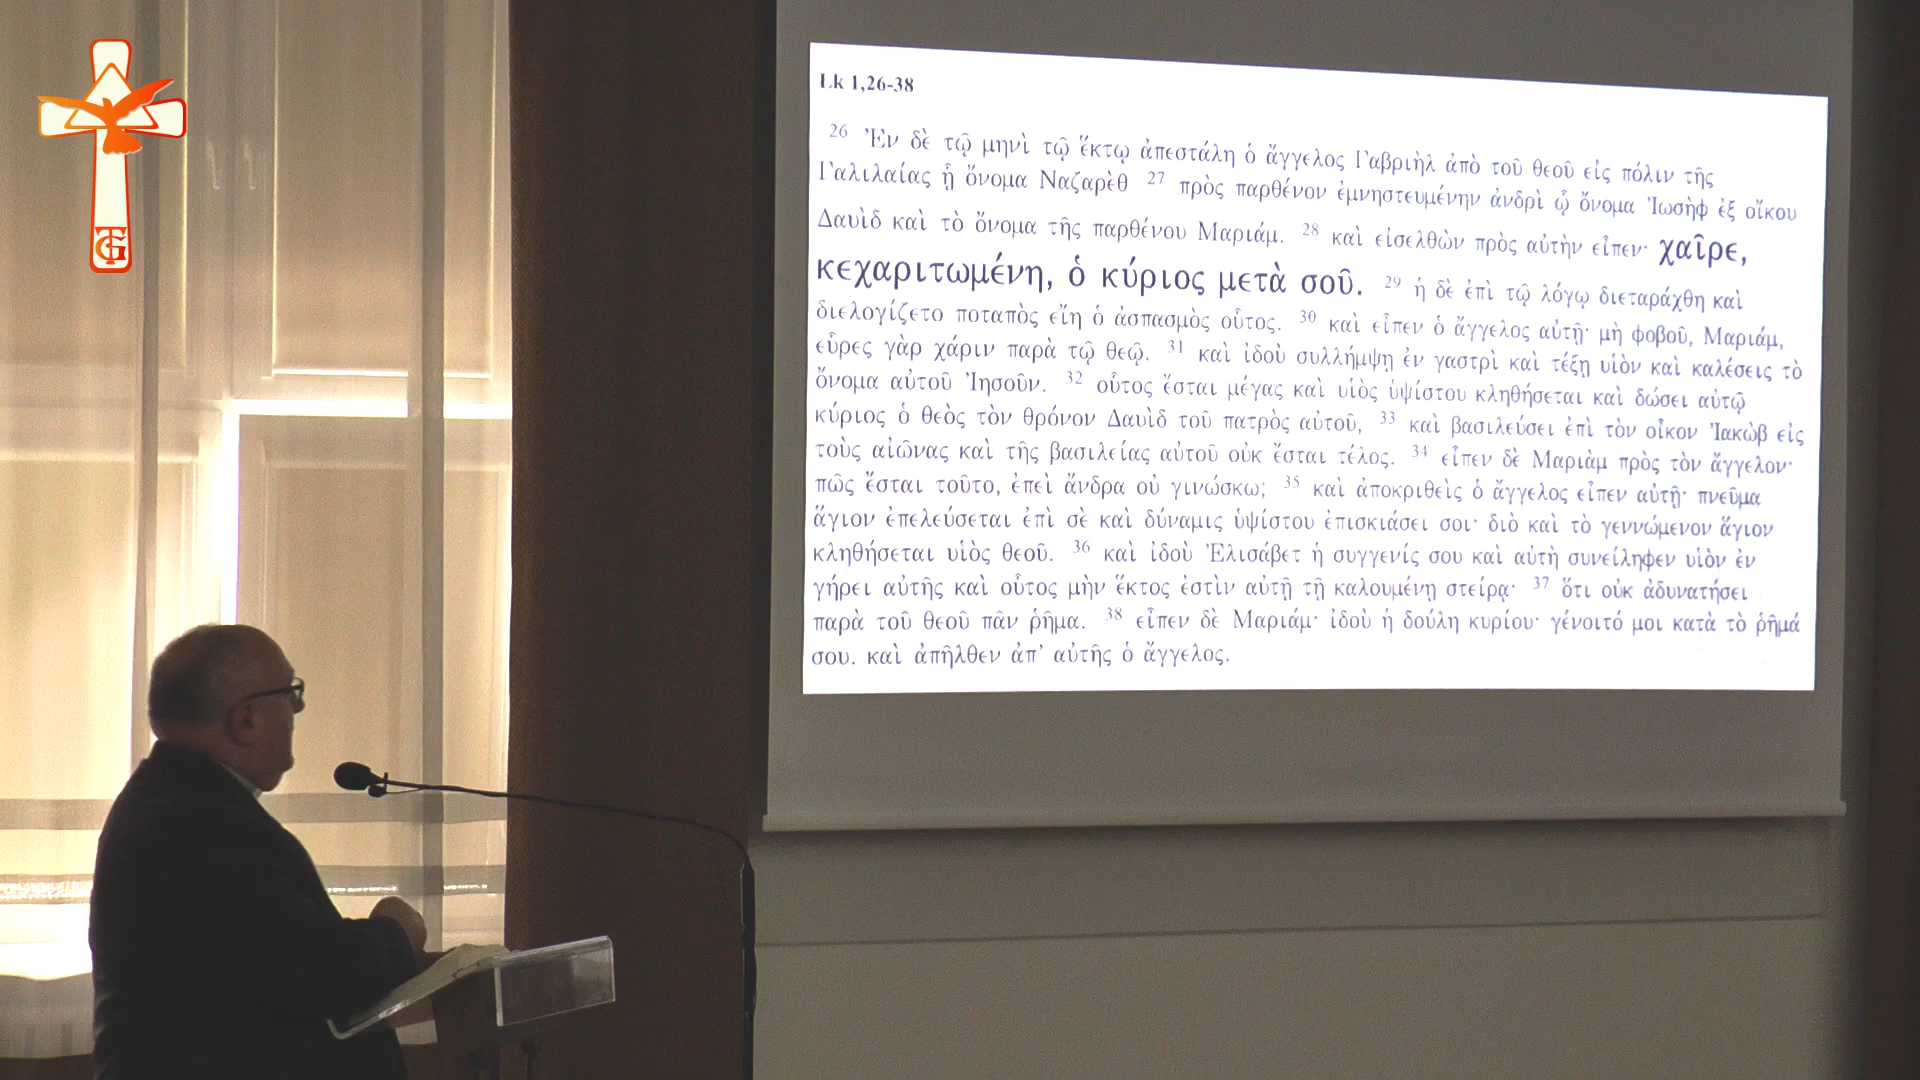 TG
Lk 1,26-38
26 Ἐν δὲ τῷ μηνὶ τῷ ἕκτῳ ἀπεστάλη ὁ ἄγγελος Γαβριὴλ ἀπὸ τοῦ θεοῦ εἰς πόλιν τῆς
Γαλιλαίας ᾗ ὄνομα Ναζαρὲθ 27 πρὸς παρθένον ἐμνηστευμένην ἀνδρὶ ᾧ ὄνομα Ἰωσὴφ ἐξ οἴκου
Δαυὶδ καὶ τὸ ὄνομα τῆς παρθένου Μαριάμ. 28 καὶ εἰσελθὼν πρὸς αὐτὴν εἶπεν· χαῖρε,
κεχαριτωμένη, ὁ κύριος μετὰ σοῦ. 29 ἡ δὲ ἐπὶ τῷ λόγῳ διεταράχθη καὶ
διελογίζετο ποταπὸς εἴη ὁ ἀσπασμὸς οὗτος. 30 καὶ εἶπεν ὁ ἄγγελος αὐτῇ· μὴ φοβοῦ, Μαριάμ,
εὗρες γὰρ χάριν παρὰ τῷ θεῷ. 31 καὶ ἰδοὺ συλλήμψῃ ἐν γαστρὶ καὶ τέξῃ υἱὸν καὶ καλέσεις τὸ
ὄνομα αὐτοῦ Ἰησοῦν. 32 οὗτος ἔσται μέγας καὶ υἱὸς ὑψίστου κληθήσεται καὶ δώσει αὐτῷ
κύριος ὁ θεὸς τὸν θρόνον Δαυὶδ τοῦ πατρὸς αὐτοῦ, 33 καὶ βασιλεύσει ἐπὶ τὸν οἶκον Ἰακὼβ εἰς
τοὺς αἰῶνας καὶ τῆς βασιλείας αὐτοῦ οὐκ ἔσται τέλος. 34 εἶπεν δὲ Μαριὰμ πρὸς τὸν ἄγγελον·
πῶς ἔσται τοῦτο, ἐπεὶ ἄνδρα οὐ γινώσκω; 35 καὶ ἀποκριθεὶς ὁ ἄγγελος εἶπεν αὐτῇ· πνεῦμα
ἅγιον ἐπελεύσεται ἐπὶ σὲ καὶ δύναμις ὑψίστου ἐπισκιάσει σοι· διὸ καὶ τὸ γεννώμενον ἅγιον
κληθήσεται υἱὸς θεοῦ. 36 καὶ ἰδοὺ Ἐλισάβετ ἡ συγγενίς σου καὶ αὐτὴ συνείληφεν υἱὸν ἐν
γήρει αὐτῆς καὶ οὗτος μὴν ἕκτος ἐστὶν αὐτῇ τῇ καλουμένῃ στείρᾳ· 37 ὅτι οὐκ ἀδυνατήσει
παρὰ τοῦ θεοῦ πᾶν ῥῆμα. 38 εἶπεν δὲ Μαριάμ· ἰδοὺ ἡ δούλη κυρίου· γένοιτό μοι κατὰ τὸ ῥῆμά
σου. καὶ ἀπῆλθεν ἀπ' αὐτῆς ὁ ἄγγελος.